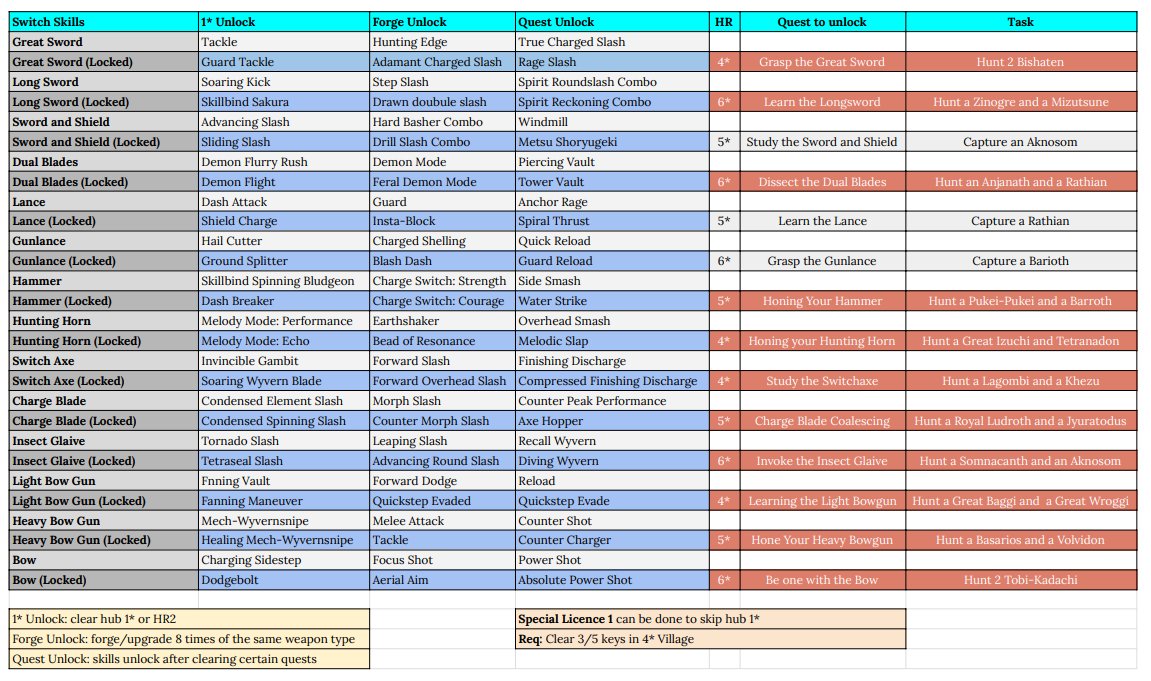 Switch Skills 1* Unlock Forge Unlock Quest Unlock HR Quest to unlock Task
Great Sword Tackle Hunting Edge True Charged Slash
Great Sword (Locked) Guard Tackle Adamant Charged Slash Rage Slash 4* Grasp the Great Sword Hunt 2 Bishaten
Long Sword Soaring Kick Step Slash Spirit Roundslash Combo
Long Sword (Locked) Skillbind Sakura Drawn doubule slash Spirit Reckoning Combo 6* Learn the Longsword Hunt a Zinogre and a Mizutsune
Sword and Shield Advancing Slash Hard Basher Combo Windmill
Sword and Shield (Locked) Sliding Slash Drill Slash Combo Metsu Shoryugeki 5* Study the Sword and Shield Capture an Aknosom
Dual Blades Demon Flurry Rush Demon Mode Piercing Vault
Dual Blades (Locked) Demon Flight Feral Demon Mode Tower Vault 6* Dissect the Dual Blades Hunt an Anjanath and a Rathian
Lance Dash Attack Guard Anchor Rage
Lance (Locked) Shield Charge Insta-Block Spiral Thrust 5* Learn the Lance Capture a Rathian
Gunlance Hail Cutter Charged Shelling Quick Reload
Gunlance (Locked) Ground Splitter Blash Dash Guard Reload 6* Grasp the Gunlance Capture a Barioth
Hammer Skillbind Spinning Bludgeon Charge Switch: Strength Side Smash
Hammer (Locked) Dash Breaker Charge Switch: Courage Water Strike 5* Honing Your Hammer Hunt a Pukei-Pukei and a Barroth
Hunting Horn Melody Mode: Performance Earthshaker Overhead Smash
Hunting Horn (Locked) Melody Mode: Echo Bead of Resonance Melodic Slap 4* Honing your Hunting Horn Hunt a Great Izuchi and Tetranadon
Switch Axe Invincible Gambit Forward Slash Finishing Discharge
Switch Axe (Locked) Soaring Wyvern Blade Forward Overhead Slash Compressed Finishing Discharge 4* Study the Switchaxe Hunt a Lagombi and a Khezu
Charge Blade Condensed Element Slash Morph Slash Counter Peak Performance
Charge Blade (Locked) Condensed Spinning Slash Counter Morph Slash Axe Hopper 5* Charge Blade Coalescing Hunt a Royal Ludroth and a Jyuratodus
Insect Glaive Tornado Slash Leaping Slash Recall Wyvern
Insect Glaive (Locked) Tetraseal Slash Advancing Round Slash Diving Wyvern 6* Invoke the Insect Glaive Hunt a Somnacanth and an Aknosom
Light Bow Gun Fnning Vault Forward Dodge Reload
Light Bow Gun (Locked) Fanning Maneuver Quickstep Evaded Quickstep Evade 4* Learning the Light Bowgun Hunt a Great Baggi and a Great Wroggi
Heavy Bow Gun Mech-Wyvernsnipe Melee Attack Counter Shot
Heavy Bow Gun (Locked) Healing Mech-Wyvernsnipe Tackle Counter Charger 5* Hone Your Heavy Bowgun Hunt a Basarios and a Volvidon
Bow Charging Sidestep Focus Shot Power Shot
Bow (Locked) Dodgebolt Aerial Aim Absolute Power Shot 6* Be one with the Bow Hunt 2 Tobi-Kadachi
1* Unlock: clear hub 1* or HR2 Special Licence 1 can be done to skip hub 1*
Forge Unlock: forge/upgrade 8 times of the same weapon type Req: Clear 3/5 keys in 4* Village
Quest Unlock: skills unlock after clearing certain quests